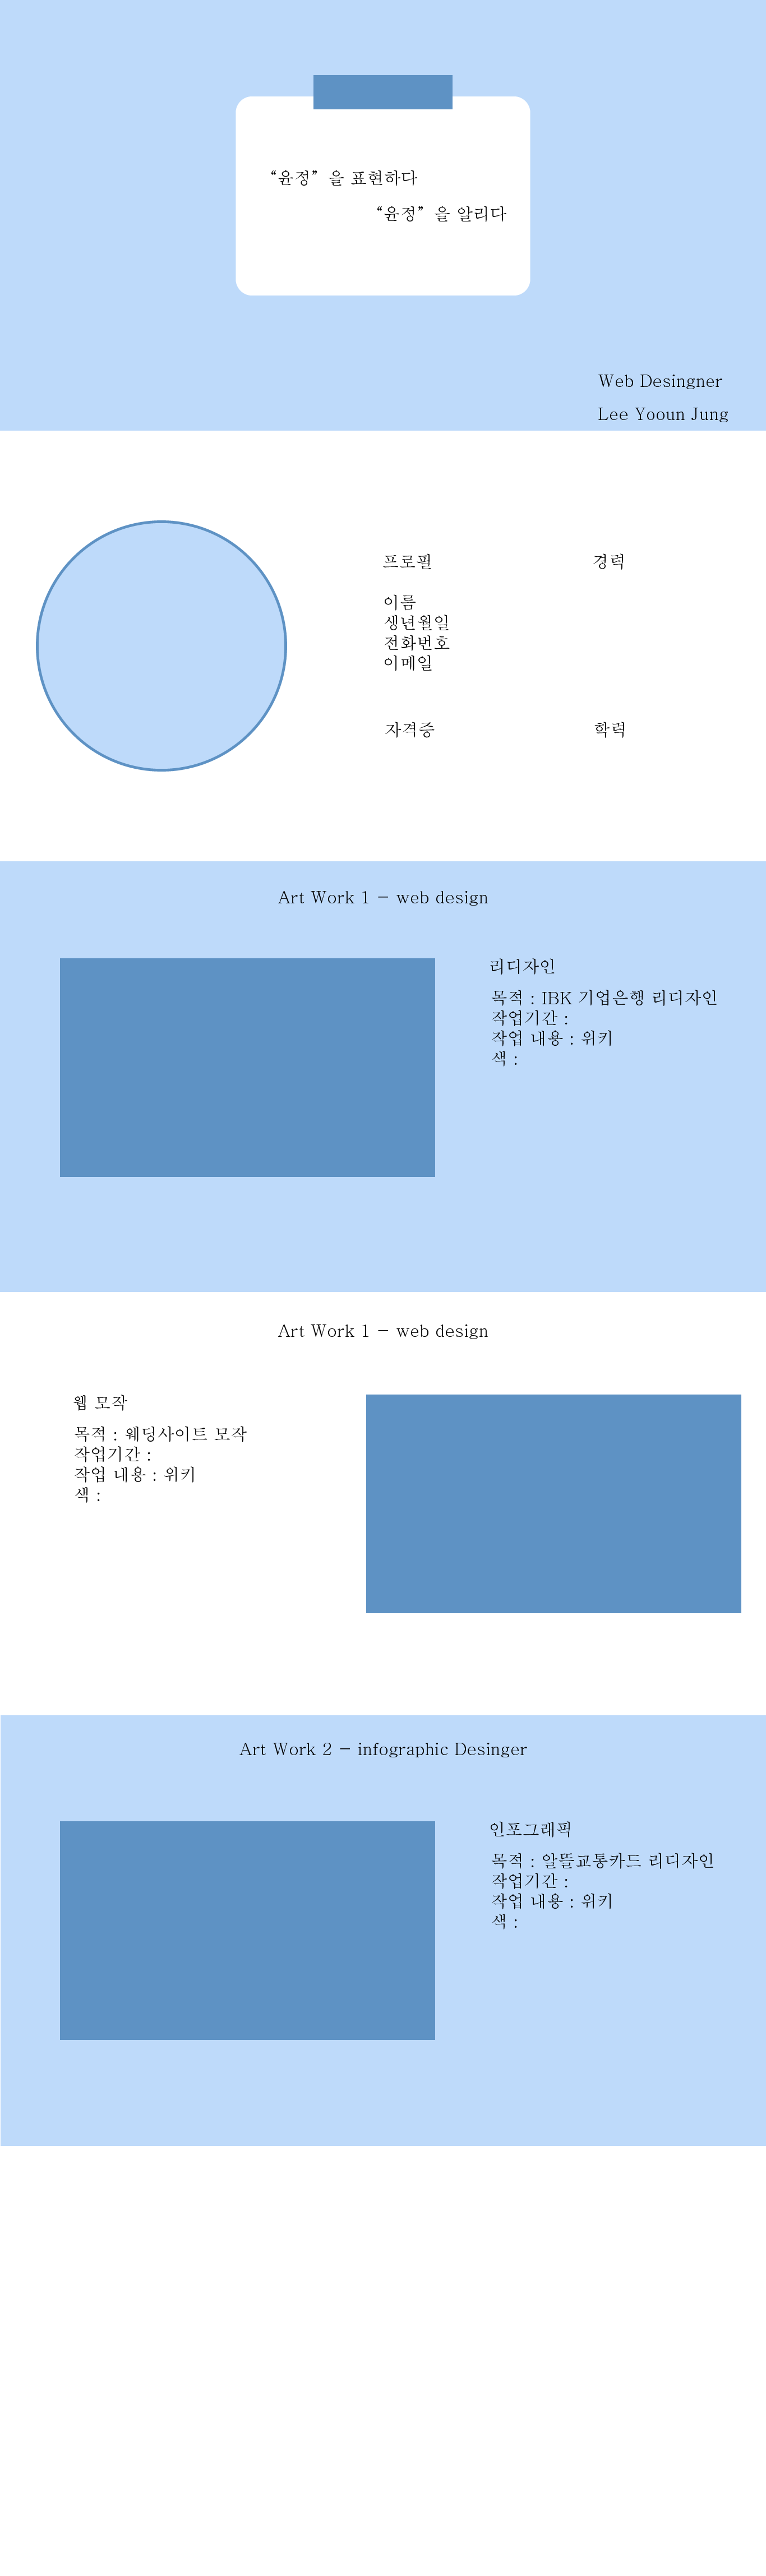 “윤정”을 표현하다
“윤정”을 알리다
Web Desingner
Lee Yooun Jung
프로필
이름
생년월일
전화번호
이메일
경력
자격증
학력
Art Work 1 - web design
리디자인
목적 : IBK 기업은행 리디자인
작업기간 :
작업 내용 : 위키
색 :
Art Work 1 - web design
웹 모작
목적 : 웨딩사이트 모작
작업기간 :
작업 내용 : 위키
색 :
Art Work 2 - infographic Desinger
인포그래픽
목적 : 알뜰교통카드 리디자인
작업기간 :
작업 내용 : 위키
색 :